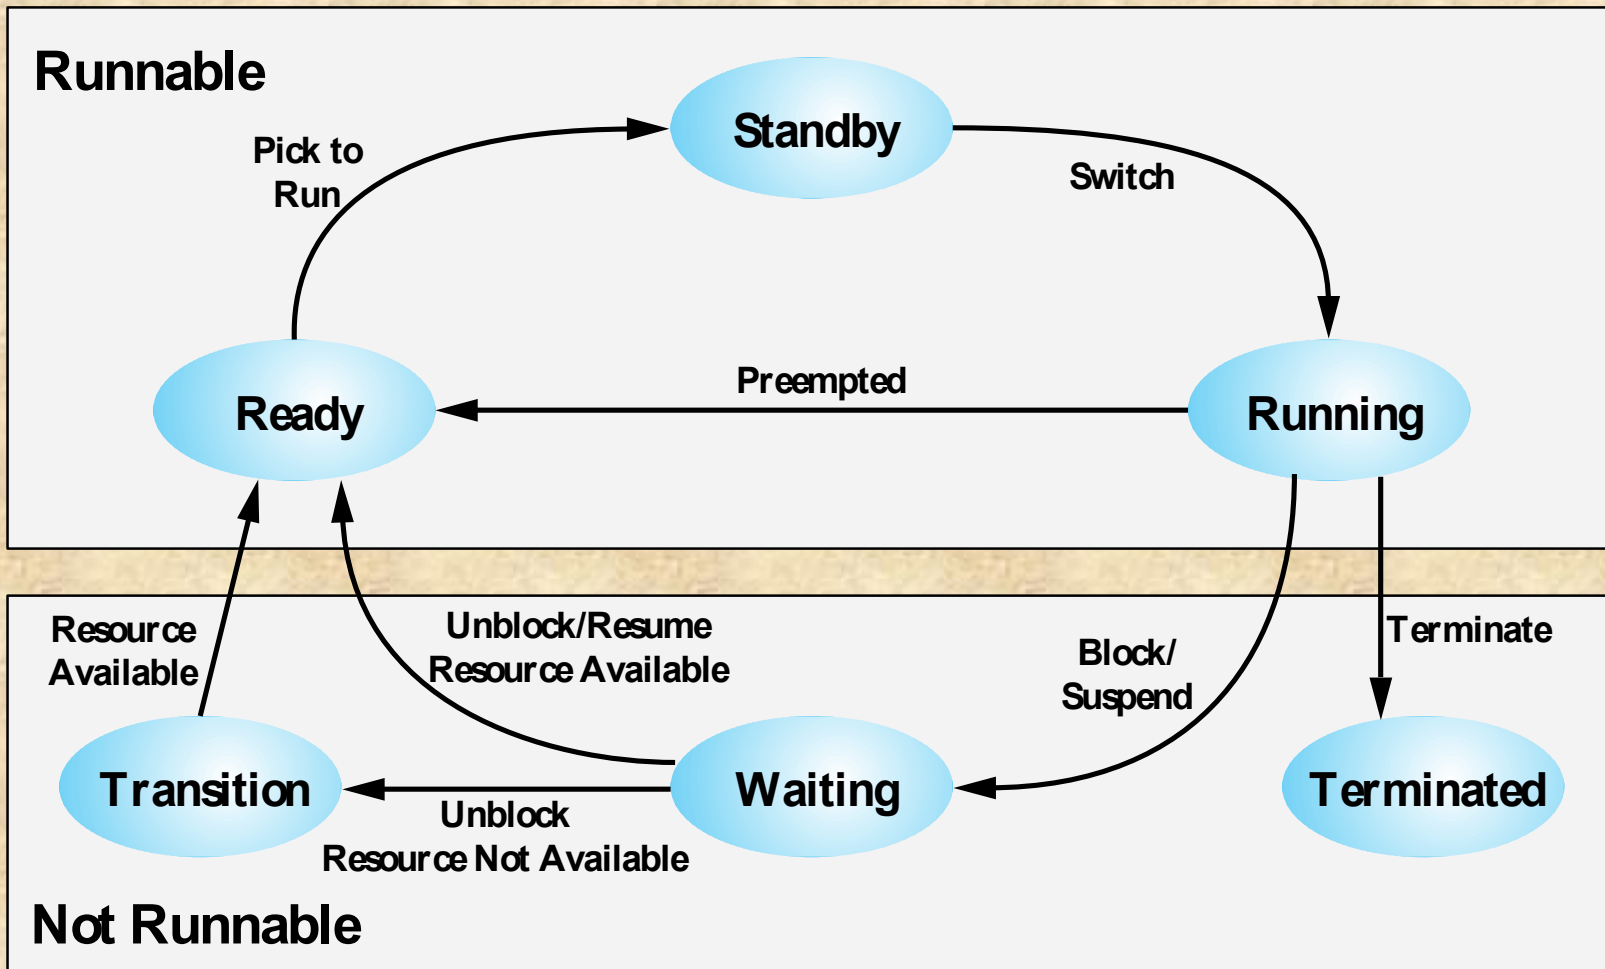 Runnable
Standby
Pick to
Run
Switch
Preempted
Ready
Running
Resource
Available
Unblock/Resume
Resource Available
Block/
Suspend
Terminate
Transition
Waiting
Terminated
Unblock
Resource Not Available
Not Runnable